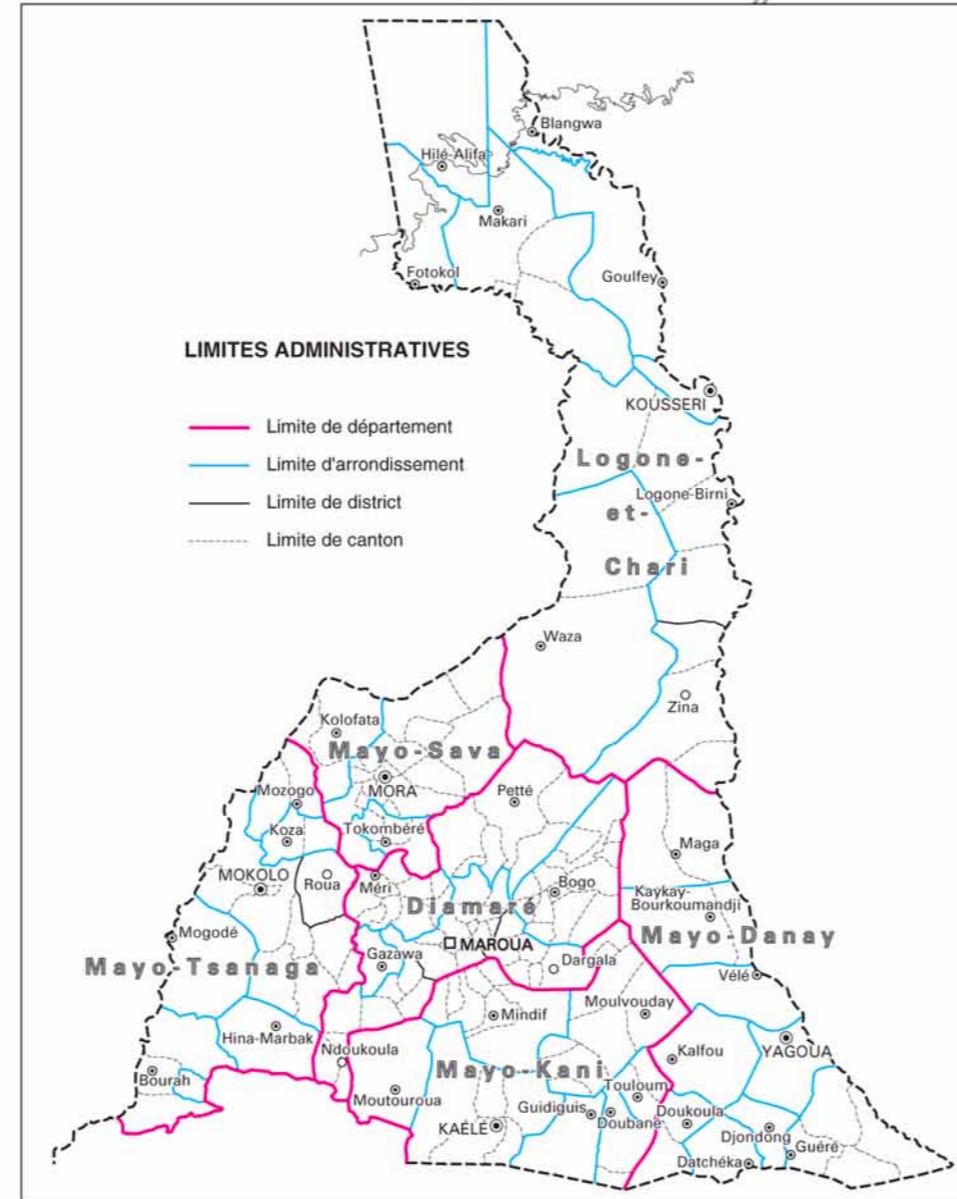 Blangwa
Hilé-Alifa
Makari
Fotokol
Goulfey
LIMITES ADMINISTRATIVES
KOUSSERI
Limite de département
Limite d'arrondissement
Limite de district
Limite de canton
Logone-
Logone-Birni
et-
Chari
Waza
Zina
Kolofata
Mayo-Sava
MORA
Mozogo
Petté
Koza
Tokombéré
Maga
MOKOLO
Roua
Méri
Bogo
Kaykay-
Bourkoumandji
Diamaré
Mogodé
MAROUA
Mayo-Danay
Gazawa
Dargala
Mayo-Tsanaga
Vélé
Moulvouday
Mindif
Hina-Marbak
Ndoukoula
Kalfou
YAGOUA
Mayo-Kani
Bourah
Moutouroua
Touloum
Guidiguis
Doubané
Doukoula
KAÉLÉ
Djondong
Guéré
Datchéka